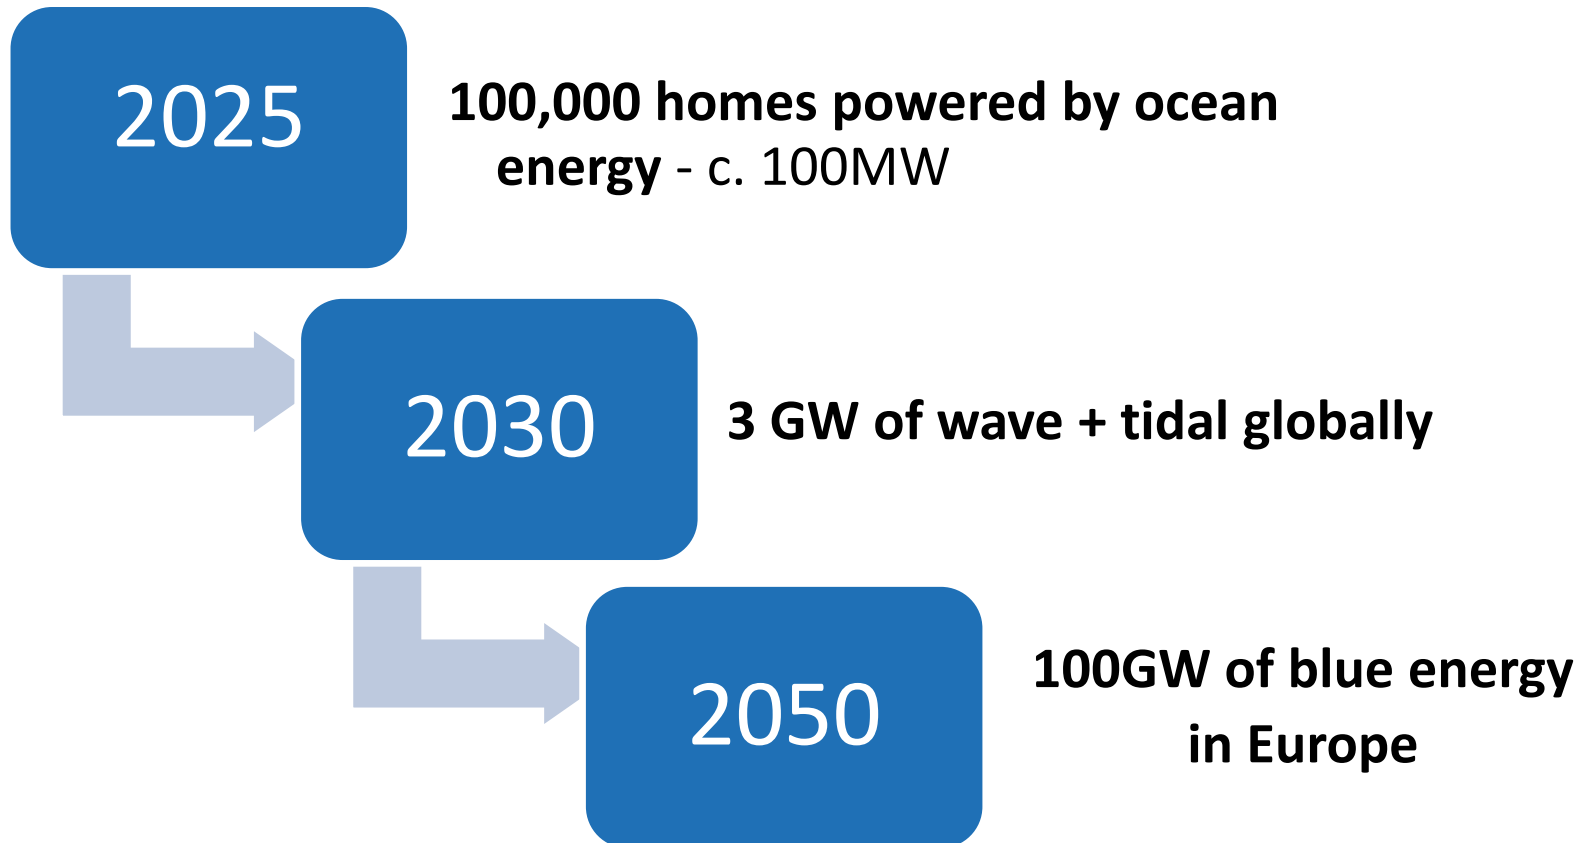 2025
100,000 homes powered by ocean
energy - c. 100MW
2030
3 GW of wave + tidal globally
2050
100GW of blue energy
in Europe